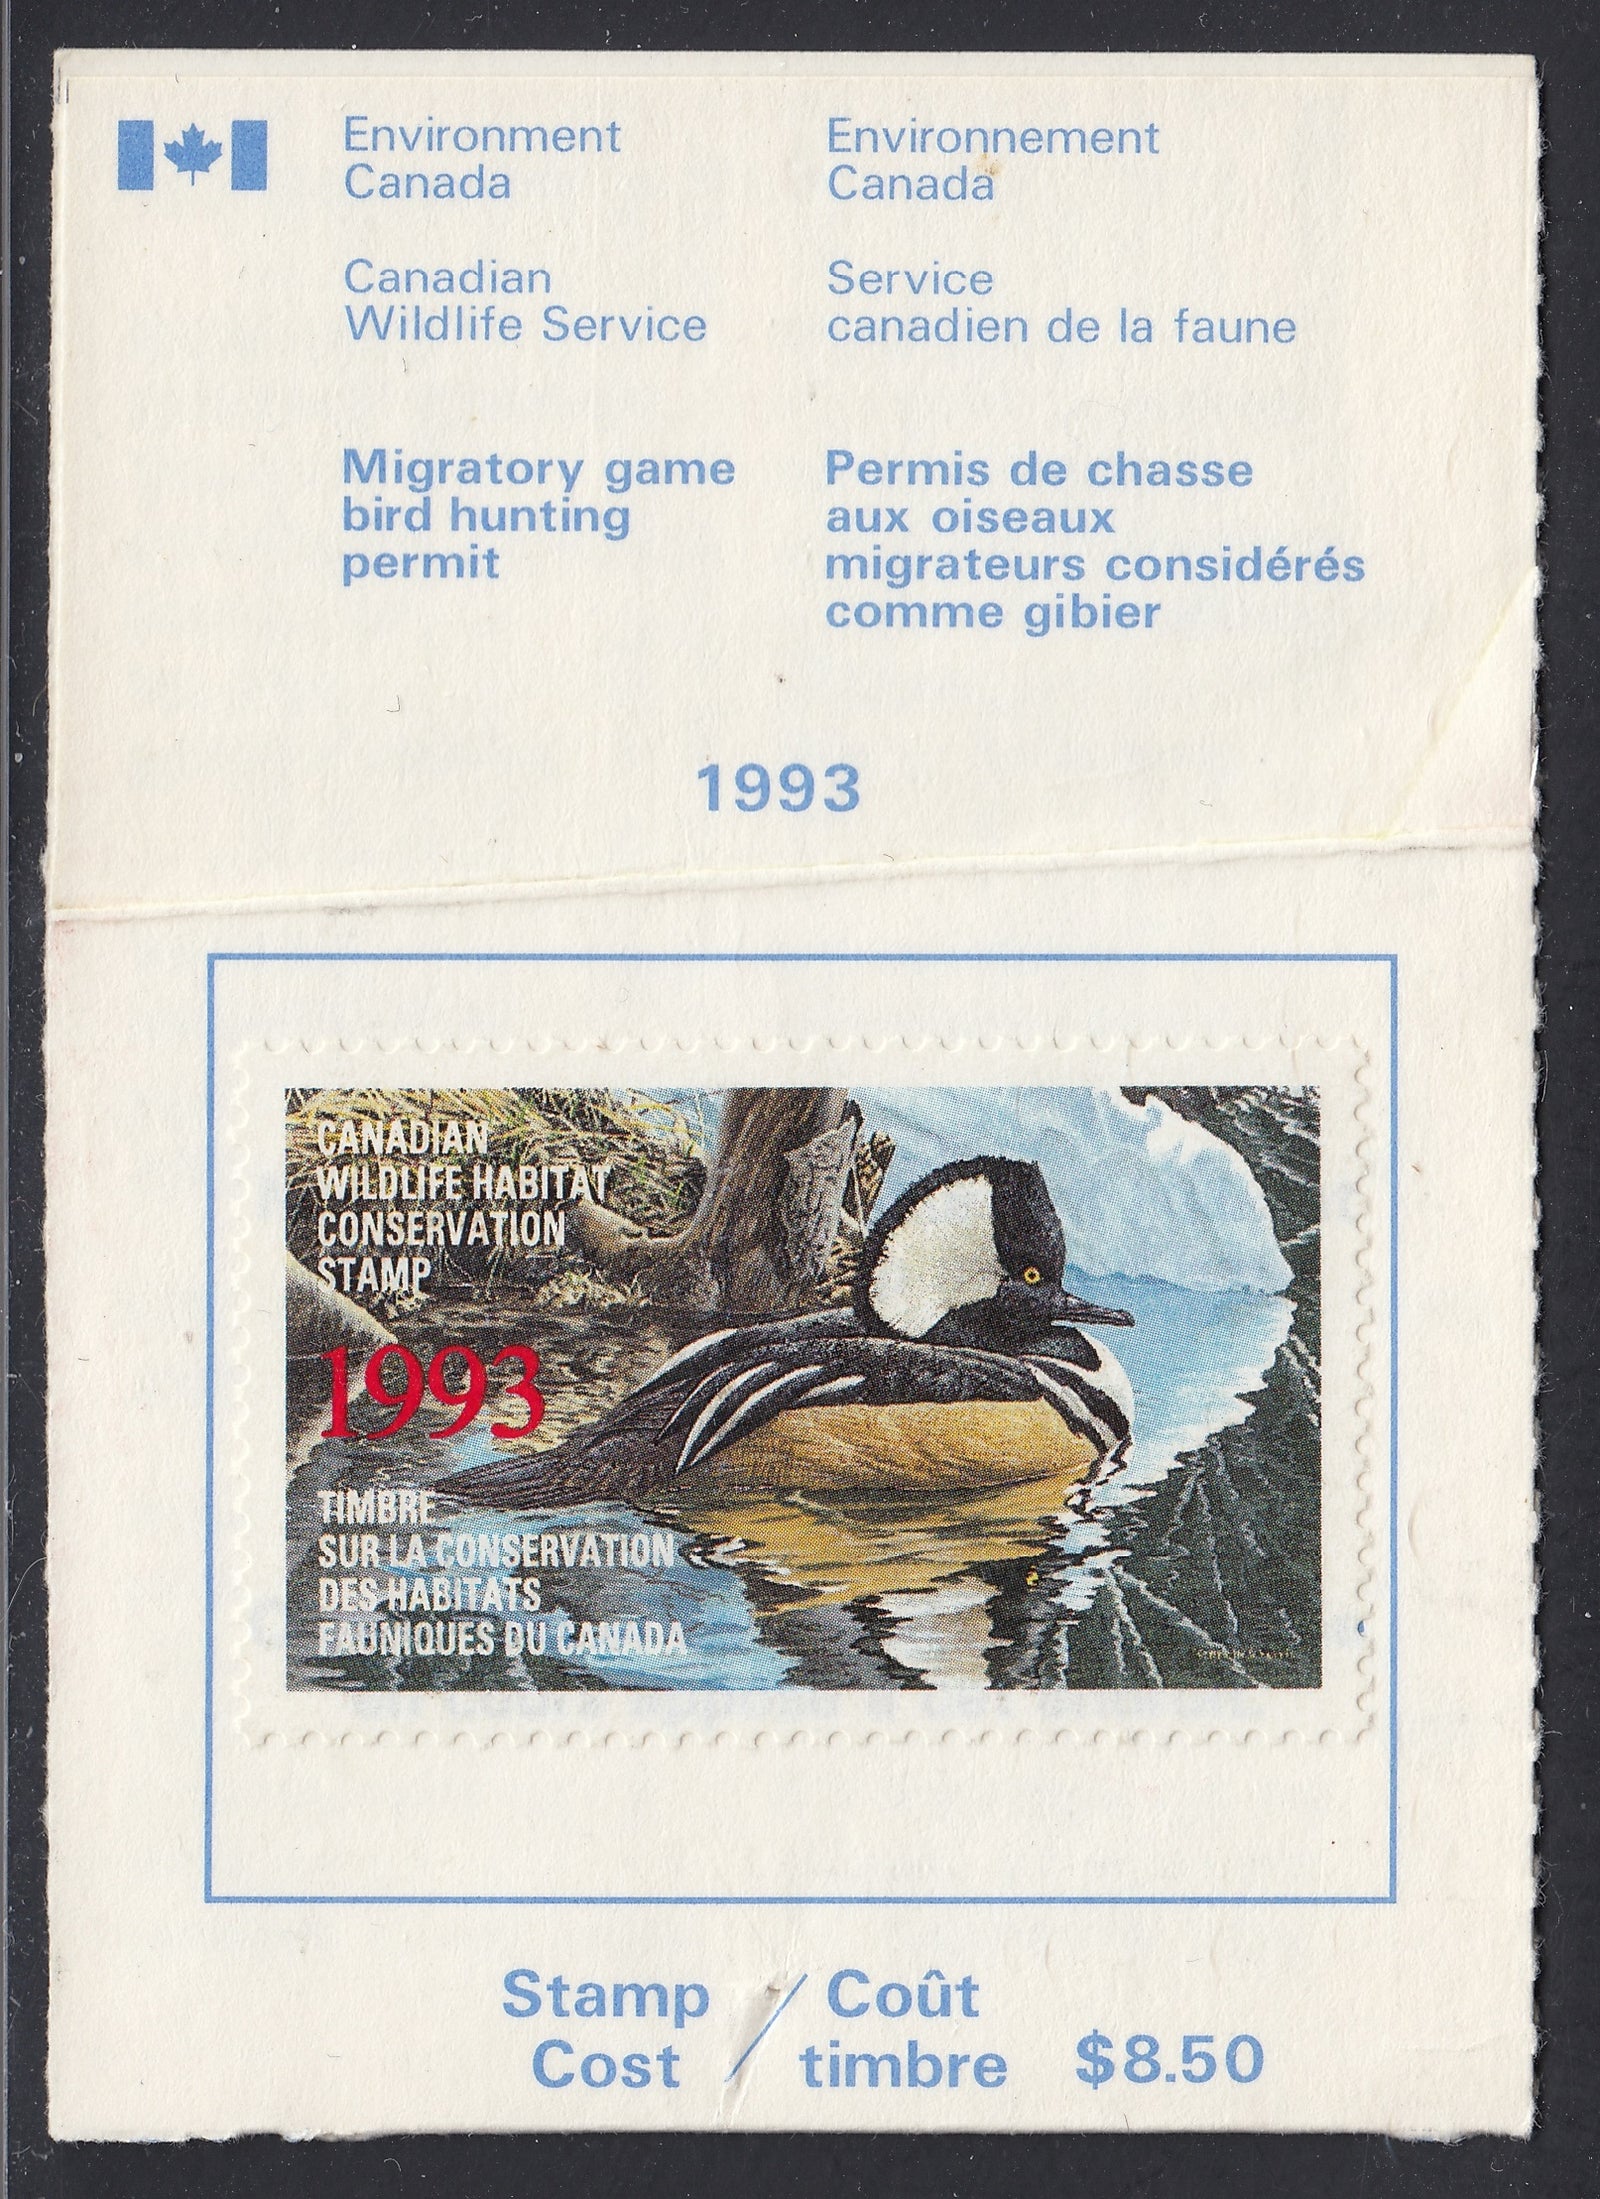 Environment
Canada
Environnement
Canada
Canadian
Wildlife Service
Service
canadien de la faune
Migratory game
bird hunting
permit
Permis de chasse
aux oiseaux
migrateurs considérés
comme gibier
1993
CANADIAN
WILDLIFE HABITAT
CONSERVATION
STAMP
1993
TIMBRE
SUR LA CONSERVATION
DES HABITATS
FAUNIQUES DU CANADA
Stamp / Coût
Cost / timbre $8.50